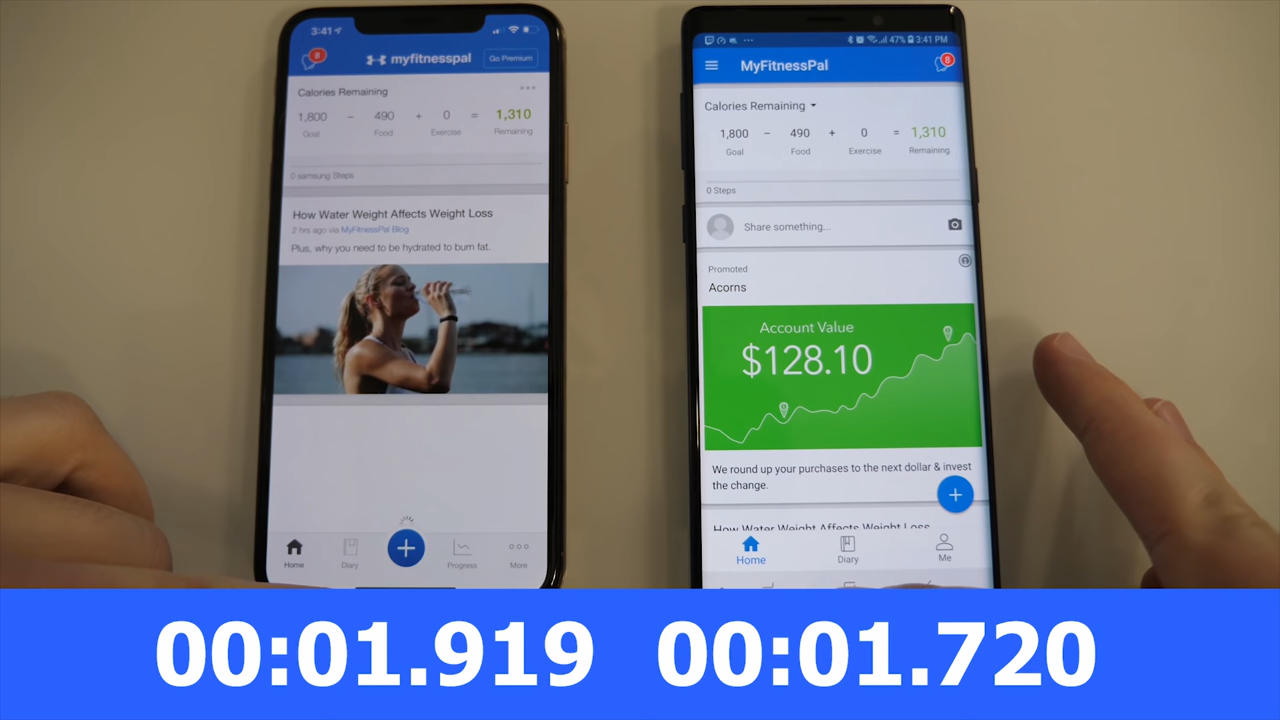 3:41
8
myfitnesspal
Go Premium
Calories Remaining
1,800 − 490 + 0 = 1,310
Goal Food Exercise Remaining
0 samsung Steps
How Water Weight Affects Weight Loss
2 hrs ago via MyFitnessPal Blog
Plus, why you need to be hydrated to burn fat.
Home Diary Progress More
47% 3:41 PM
MyFitnessPal
8
Calories Remaining
1,800 − 490 + 0 = 1,310
Goal Food Exercise Remaining
0 Steps
Share something...
Promoted
Acorns
Account Value
$128.10
We round up your purchases to the next dollar & invest
the change.
How Water Weight Affects Weight Loss
Home Diary Me
00:01.919 00:01.720